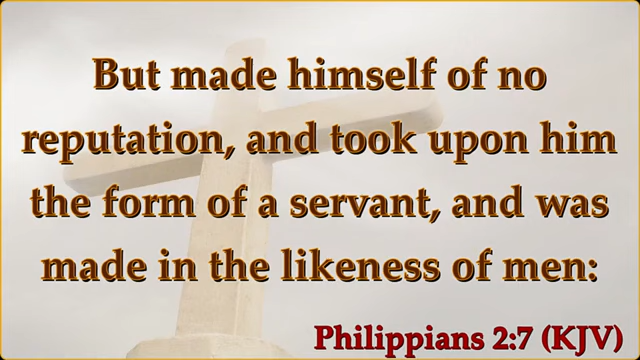 But made himself of no
reputation, and took upon him
the form of a servant, and was
made in the likeness of men:
Philippians 2:7 (KJV)